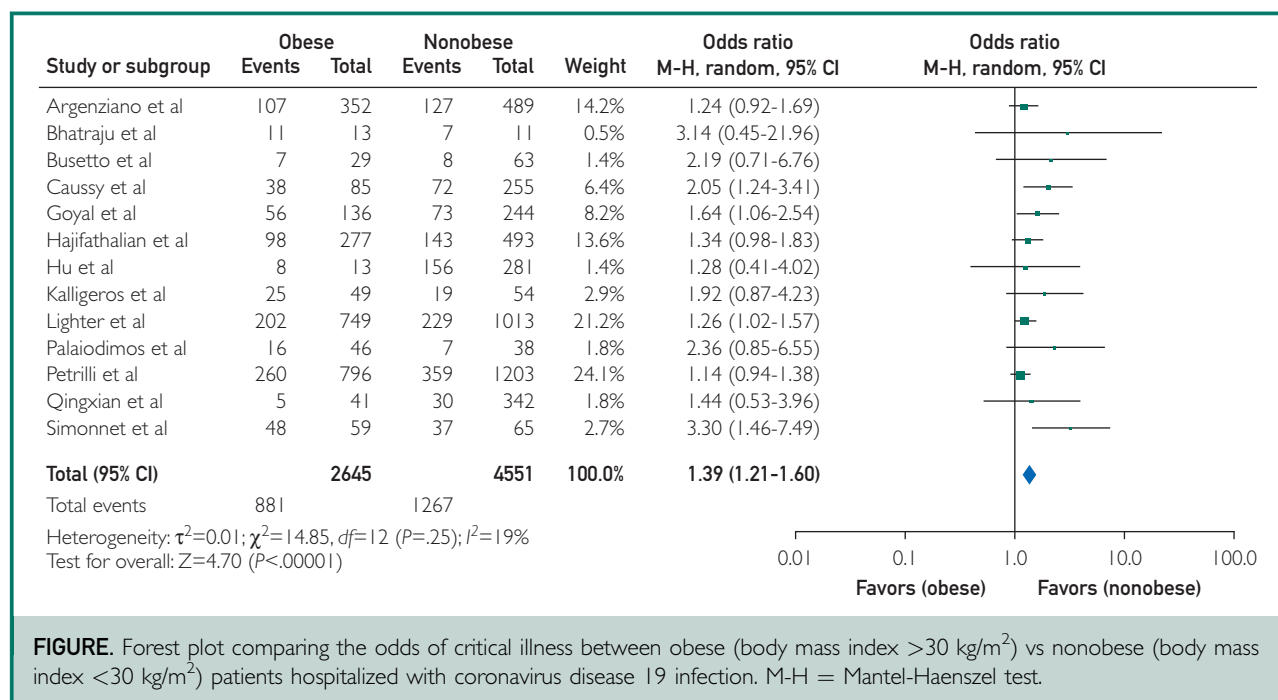 Obese Nonobese Odds ratio Odds ratio
Study or subgroup Events Total Events Total Weight M-H, random, 95% CI M-H, random, 95% CI
Argenziano et al 107 352 127 489 14.2% 1.24 (0.92-1.69)
Bhatraju et al 11 13 7 11 0.5% 3.14 (0.45-21.96)
Busetto et al 7 29 8 63 1.4% 2.19 (0.71-6.76)
Caussy et al 38 85 72 255 6.4% 2.05 (1.24-3.41)
Goyal et al 56 136 73 244 8.2% 1.64 (1.06-2.54)
Hajifathalian et al 98 277 143 493 13.6% 1.34 (0.98-1.83)
Hu et al 8 13 156 281 1.4% 1.28 (0.41-4.02)
Kalligeros et al 25 49 19 54 2.9% 1.92 (0.87-4.23)
Lighter et al 202 749 229 1013 21.2% 1.26 (1.02-1.57)
Palaiodimos et al 16 46 7 38 1.8% 2.36 (0.85-6.55)
Petrilli et al 260 796 359 1203 24.1% 1.14 (0.94-1.38)
Qingxian et al 5 41 30 342 1.8% 1.44 (0.53-3.96)
Simonnet et al 48 59 37 65 2.7% 3.30 (1.46-7.49)
Total (95% CI) 2645 4551 100.0% 1.39 (1.21-1.60)
Total events 881 1267
Heterogeneity: τ²=0.01; χ²=14.85, df=12 (P=.25); I²=19%
Test for overall: Z=4.70 (P<.00001)
0.01 0.1 1.0 10.0 100.0
Favors (obese) Favors (nonobese)
FIGURE. Forest plot comparing the odds of critical illness between obese (body mass index >30 kg/m²) vs nonobese (body mass
index <30 kg/m²) patients hospitalized with coronavirus disease 19 infection. M-H = Mantel-Haenszel test.